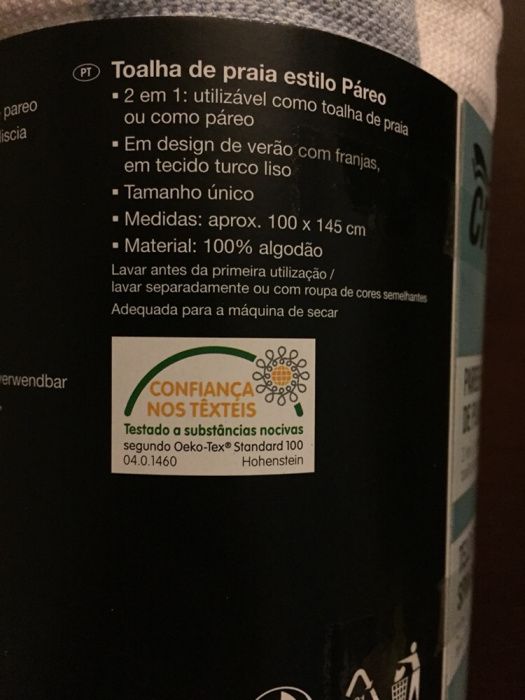 pareo
liscia
PT
Toalha de praia estilo Páreo
▪ 2 em 1: utilizável como toalha de praia
ou como páreo
▪ Em design de verão com franjas,
em tecido turco liso
▪ Tamanho único
▪ Medidas: aprox. 100 x 145 cm
▪ Material: 100% algodão
Lavar antes da primeira utilização /
lavar separadamente ou com roupa de cores semelhantes
Adequada para a máquina de secar
verwendbar
CONFIANÇA
NOS TÊXTEIS
Testado a substâncias nocivas
segundo Oeko-Tex® Standard 100
04.0.1460 Hohenstein